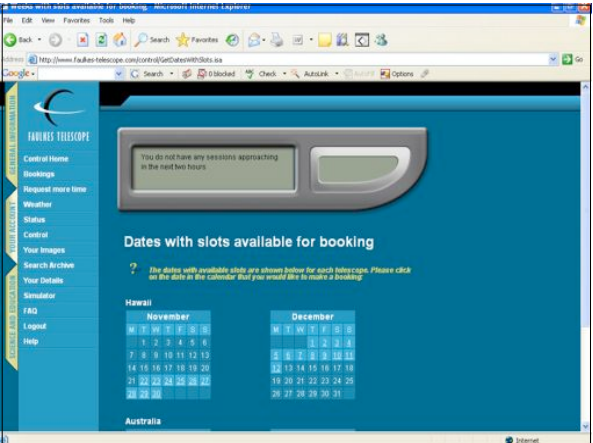 Weeks with slots available for booking - Microsoft Internet Explorer
File Edit View Favorites Tools Help
Back Search Favorites
Address http://www.faulkes-telescope.com/control/GetDatesWithSlots.isa Go
Google Search 0 blocked Check AutoLink Options
GENERAL INFORMATION
YOUR ACCOUNT
SCIENCE AND EDUCATION
FAULKES TELESCOPE
Control Home
Bookings
Request more time
Weather
Status
Control
Your Images
Search Archive
Your Details
Simulator
FAQ
Logout
Help
You do not have any sessions approaching
in the next two hours
Dates with slots available for booking
? The dates with available slots are shown below for each telescope. Please click
on the date in the calendar that you would like to make a booking:
Hawaii
November
M T W T F S S
1 2 3 4 5 6
7 8 9 10 11 12 13
14 15 16 17 18 19 20
21 22 23 24 25 26 27
28 29 30
December
M T W T F S S
1 2 3 4
5 6 7 8 9 10 11
12 13 14 15 16 17 18
19 20 21 22 23 24 25
26 27 28 29 30 31
Australia
Internet